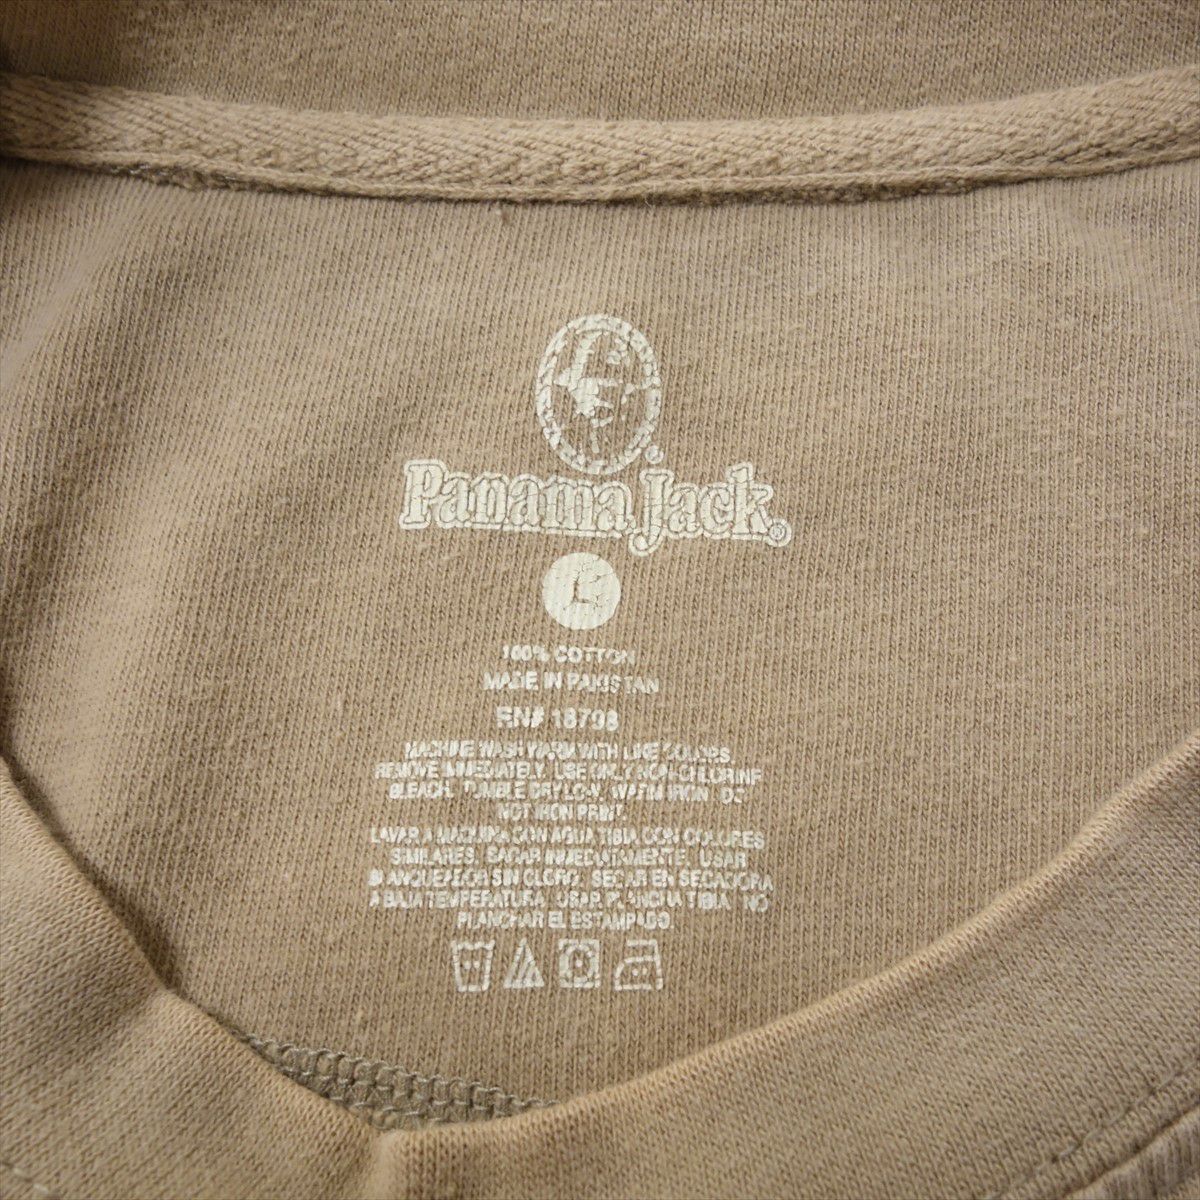 Panama Jack®
L
100% COTTON
MADE IN PAKISTAN
RN# 18798
MACHINE WASH WARM WITH LIKE COLORS
REMOVE IMMEDIATELY. USE ONLY NON-CHLORINE
BLEACH. TUMBLE DRY LOW. WARM IRON. DO
NOT IRON PRINT.
LAVAR A MAQUINA CON AGUA TIBIA CON COLORES
SIMILARES. SACAR INMEDIATAMENTE. USAR
BLANQUEADOR SIN CLORO. SECAR EN SECADORA
A BAJA TEMPERATURA. USAR PLANCHA TIBIA. NO
PLANCHAR EL ESTAMPADO.